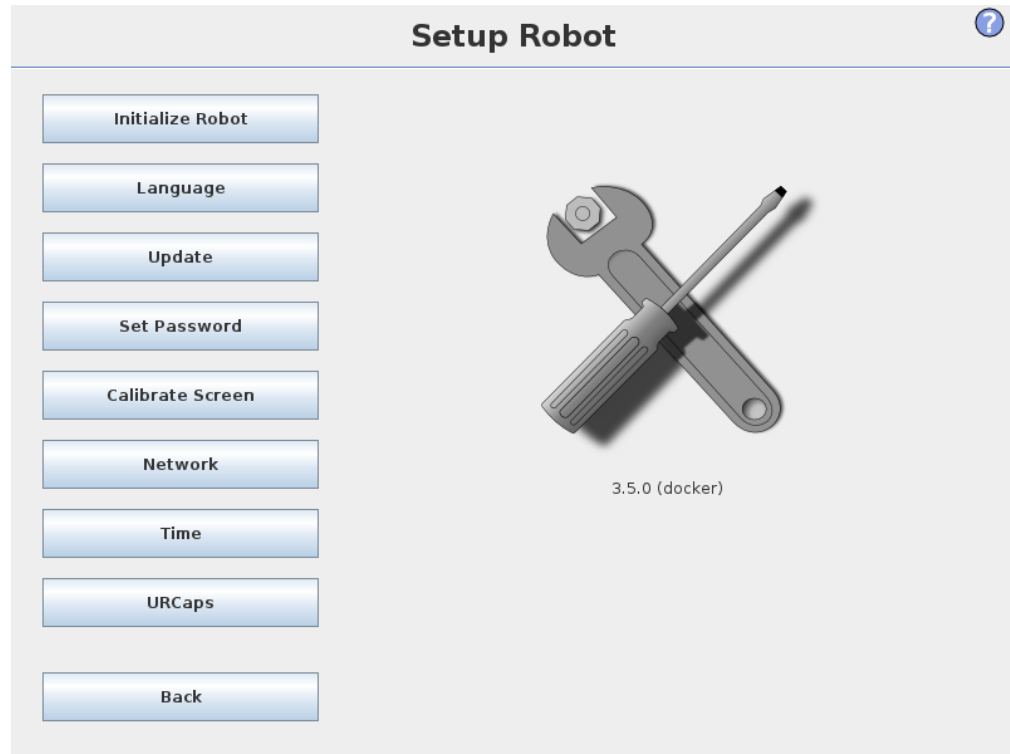 Setup Robot
?
Initialize Robot
Language
Update
Set Password
Calibrate Screen
Network
Time
URCaps
Back
3.5.0 (docker)